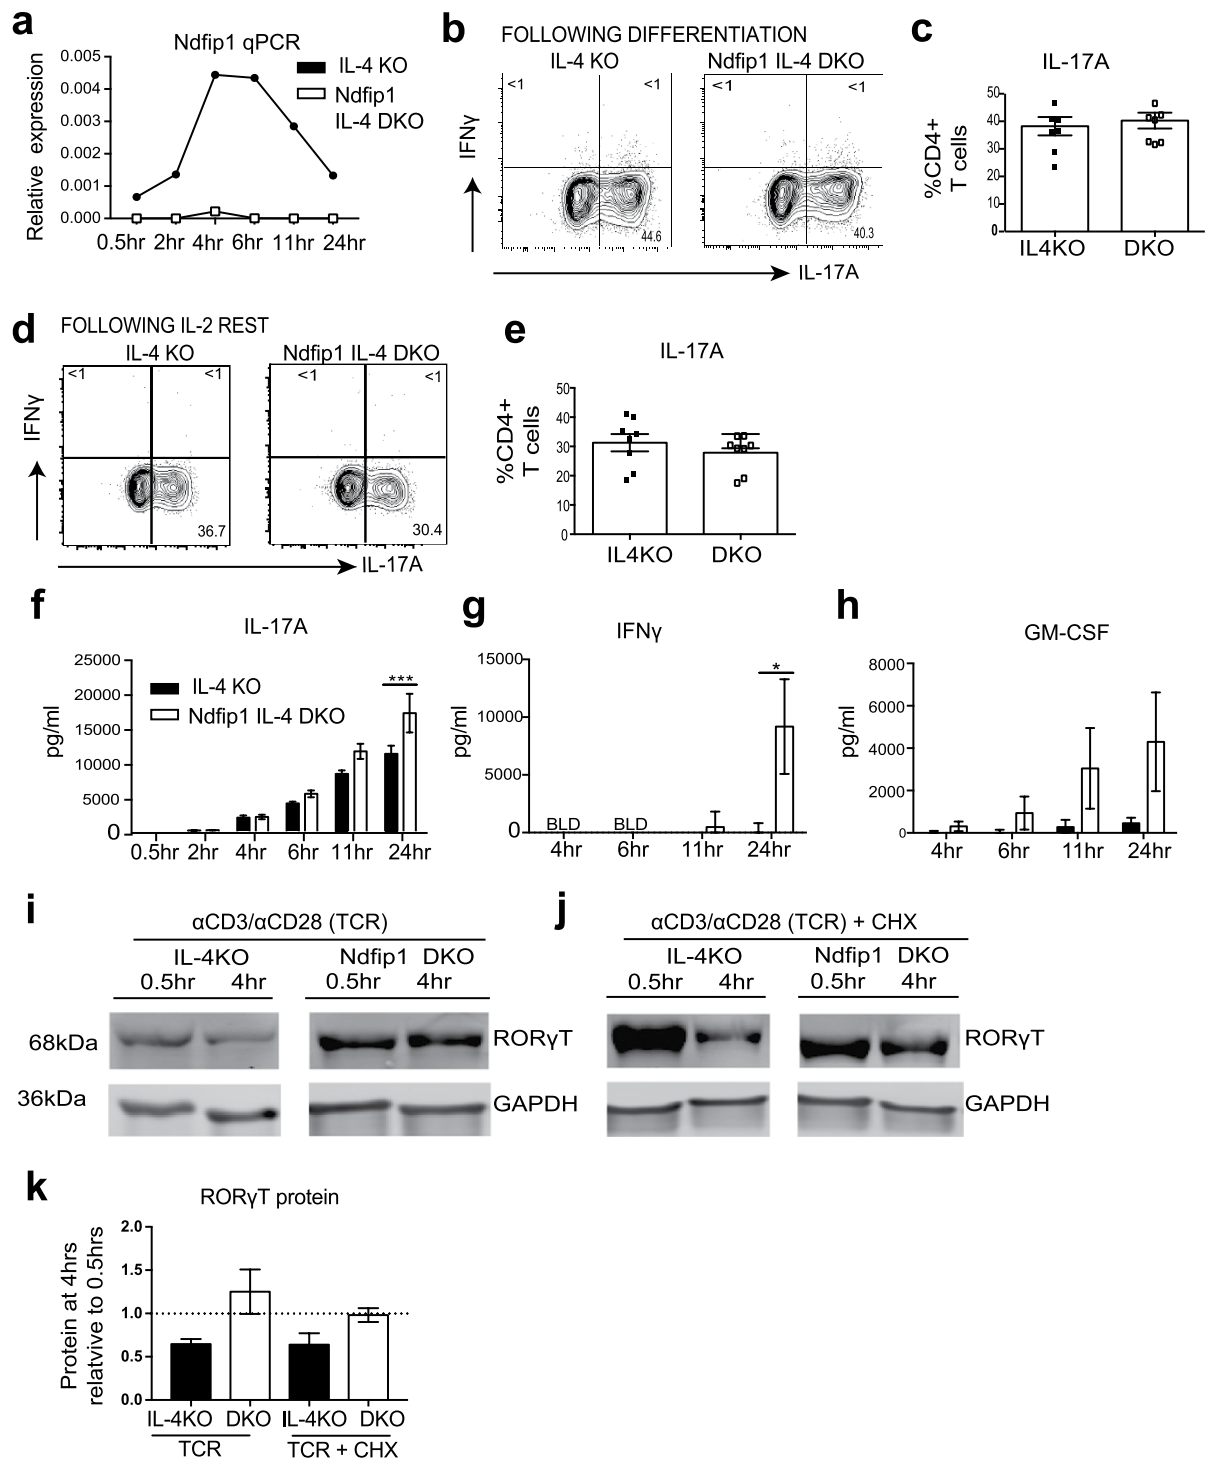 a
Ndfip1 qPCR
Relative expression
0.005
0.004
0.003
0.002
0.001
0.000
IL-4 KO
Ndfip1
IL-4 DKO
0.5hr 2hr 4hr 6hr 11hr 24hr
b
FOLLOWING DIFFERENTIATION
IL-4 KO
Ndfip1 IL-4 DKO
<1 <1 <1 <1
IFNγ
44.6
40.3
IL-17A
c
IL-17A
%CD4+
T cells
50
40
30
20
10
0
IL4KO DKO
d
FOLLOWING IL-2 REST
IL-4 KO
Ndfip1 IL-4 DKO
<1 <1 <1 <1
IFNγ
36.7
30.4
IL-17A
e
IL-17A
%CD4+
T cells
50
40
30
20
10
0
IL4KO DKO
f
IL-17A
pg/ml
25000
20000
15000
10000
5000
0
IL-4 KO
Ndfip1 IL-4 DKO
***
0.5hr 2hr 4hr 6hr 11hr 24hr
g
IFNγ
pg/ml
15000
10000
5000
0
BLD BLD
*
4hr 6hr 11hr 24hr
h
GM-CSF
pg/ml
8000
6000
4000
2000
0
4hr 6hr 11hr 24hr
i
αCD3/αCD28 (TCR)
IL-4KO Ndfip1 DKO
0.5hr 4hr 0.5hr 4hr
68kDa RORγT
36kDa GAPDH
j
αCD3/αCD28 (TCR) + CHX
IL-4KO Ndfip1 DKO
0.5hr 4hr 0.5hr 4hr
RORγT
GAPDH
k
RORγT protein
Protein at 4hrs
relatvive to 0.5hrs
2.0
1.5
1.0
0.5
0.0
IL-4KO DKO IL-4KO DKO
TCR TCR + CHX